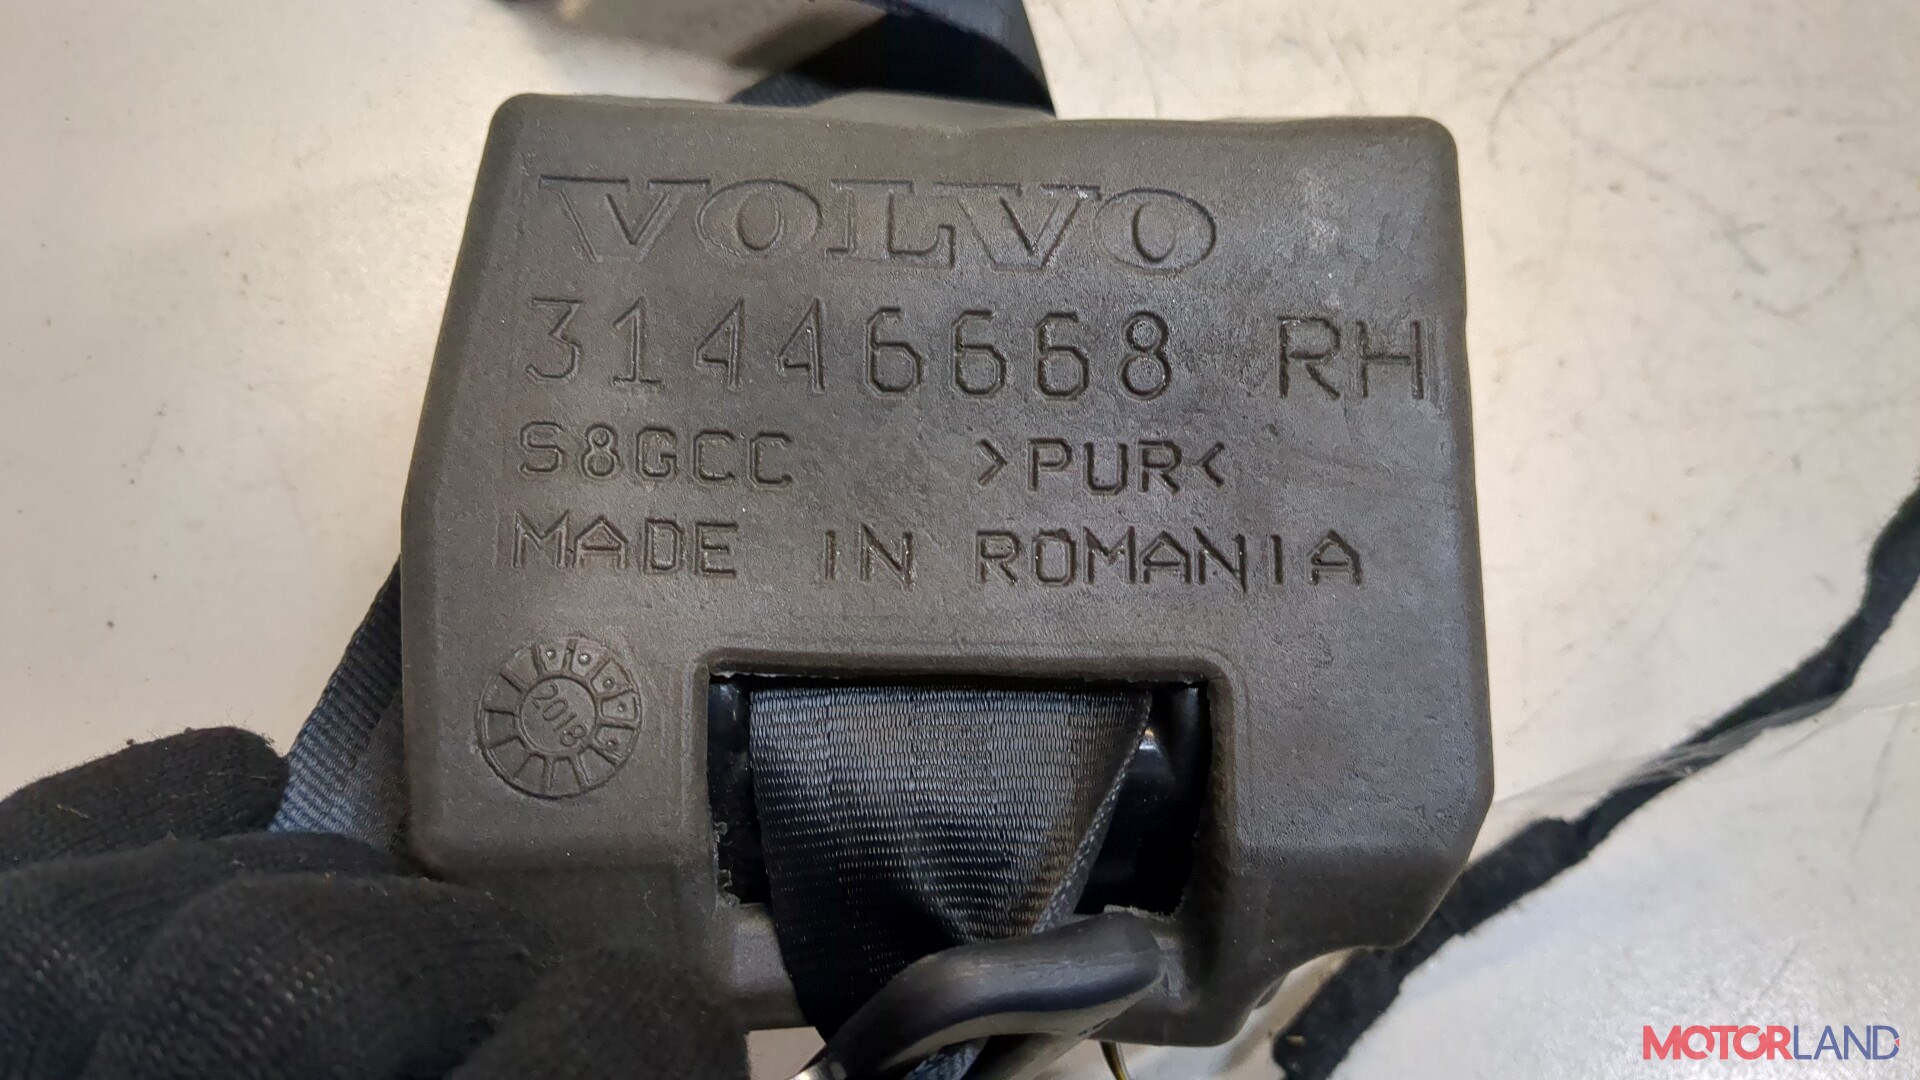 VOLVO
31446668 RH
S8GCC >PUR<
MADE IN ROMANIA
2018
MOTORLAND